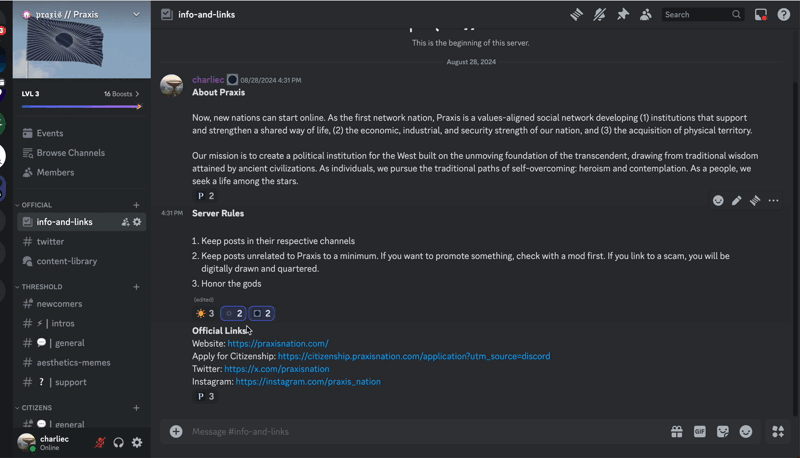 praxis // Praxis
LVL 3
16 Boosts
Events
Browse Channels
Members
OFFICIAL
info-and-links
twitter
content-library
THRESHOLD
newcomers
⚡ | intros
💬 | general
aesthetics-memes
❓ | support
CITIZENS
💬 | general
charliec
Online
info-and-links
Search
This is the beginning of this server.
August 28, 2024
charliec 08/28/2024 4:31 PM
About Praxis
Now, new nations can start online. As the first network nation, Praxis is a values-aligned social network developing (1) institutions that support
and strengthen a shared way of life, (2) the economic, industrial, and security strength of our nation, and (3) the acquisition of physical territory.
Our mission is to create a political institution for the West built on the unmoving foundation of the transcendent, drawing from traditional wisdom
attained by ancient civilizations. As individuals, we pursue the traditional paths of self-overcoming: heroism and contemplation. As a people, we
seek a life among the stars.
P 2
4:31 PM Server Rules
1. Keep posts in their respective channels
2. Keep posts unrelated to Praxis to a minimum. If you want to promote something, check with a mod first. If you link to a scam, you will be
digitally drawn and quartered.
3. Honor the gods
(edited)
3 2 2
Official Links
Website: https://praxisnation.com/
Apply for Citizenship: https://citizenship.praxisnation.com/application?utm_source=discord
Twitter: https://x.com/praxisnation
Instagram: https://instagram.com/praxis_nation
P 3
Message #info-and-links
GIF